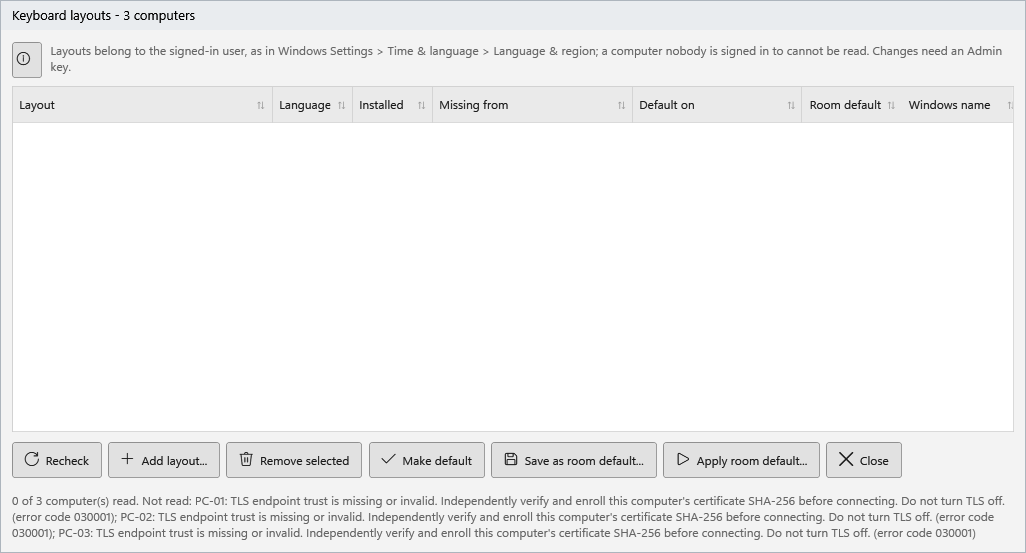 Keyboard layouts - 3 computers
Layouts belong to the signed-in user, as in Windows Settings > Time & language > Language & region; a computer nobody is signed in to cannot be read. Changes need an Admin
key.
Layout Language Installed Missing from Default on Room default Windows name
Recheck Add layout... Remove selected Make default Save as room default... Apply room default... Close
0 of 3 computer(s) read. Not read: PC-01: TLS endpoint trust is missing or invalid. Independently verify and enroll this computer's certificate SHA-256 before connecting. Do not turn TLS off.
(error code 030001); PC-02: TLS endpoint trust is missing or invalid. Independently verify and enroll this computer's certificate SHA-256 before connecting. Do not turn TLS off. (error code
030001); PC-03: TLS endpoint trust is missing or invalid. Independently verify and enroll this computer's certificate SHA-256 before connecting. Do not turn TLS off. (error code 030001)